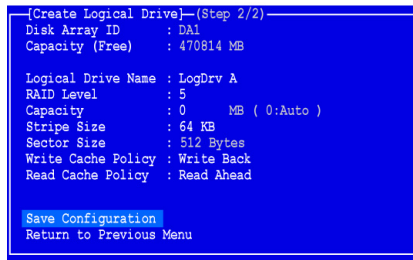 [Create Logical Drive]—(Step 2/2)
Disk Array ID : DA1
Capacity (Free) : 470814 MB
Logical Drive Name : LogDrv A
RAID Level : 5
Capacity : 0 MB ( 0:Auto )
Stripe Size : 64 KB
Sector Size : 512 Bytes
Write Cache Policy : Write Back
Read Cache Policy : Read Ahead
Save Configuration
Return to Previous Menu